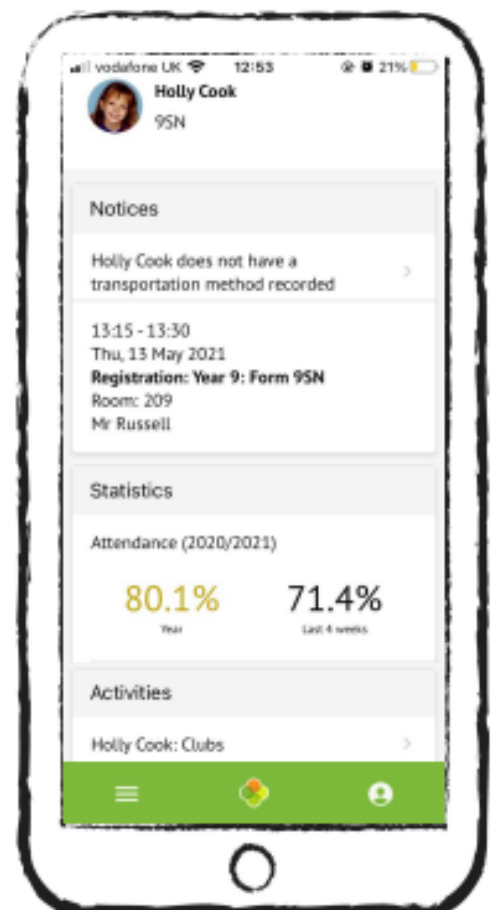 vodafone UK 12:53 21%
Holly Cook
9SN
Notices
Holly Cook does not have a
transportation method recorded
13:15 - 13:30
Thu, 13 May 2021
Registration: Year 9: Form 9SN
Room: 209
Mr Russell
Statistics
Attendance (2020/2021)
80.1% 71.4%
Year Last 4 weeks
Activities
Holly Cook: Clubs